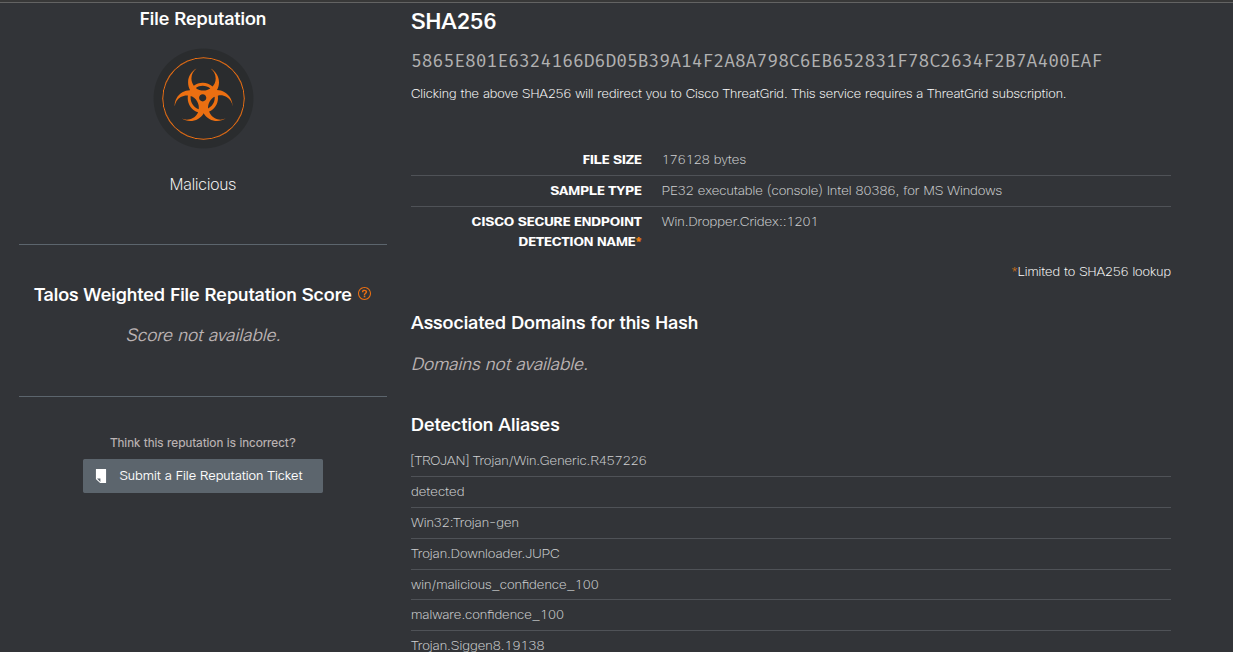 File Reputation
Malicious
Talos Weighted File Reputation Score ?
Score not available.
Think this reputation is incorrect?
Submit a File Reputation Ticket
SHA256
5865E801E6324166D6D05B39A14F2A8A798C6EB652831F78C2634F2B7A400EAF
Clicking the above SHA256 will redirect you to Cisco ThreatGrid. This service requires a ThreatGrid subscription.
FILE SIZE 176128 bytes
SAMPLE TYPE PE32 executable (console) Intel 80386, for MS Windows
CISCO SECURE ENDPOINT Win.Dropper.Cridex::1201
DETECTION NAME*
*Limited to SHA256 lookup
Associated Domains for this Hash
Domains not available.
Detection Aliases
[TROJAN] Trojan/Win.Generic.R457226
detected
Win32:Trojan-gen
Trojan.Downloader.JUPC
win/malicious_confidence_100
malware.confidence_100
Trojan.Siggen8.19138